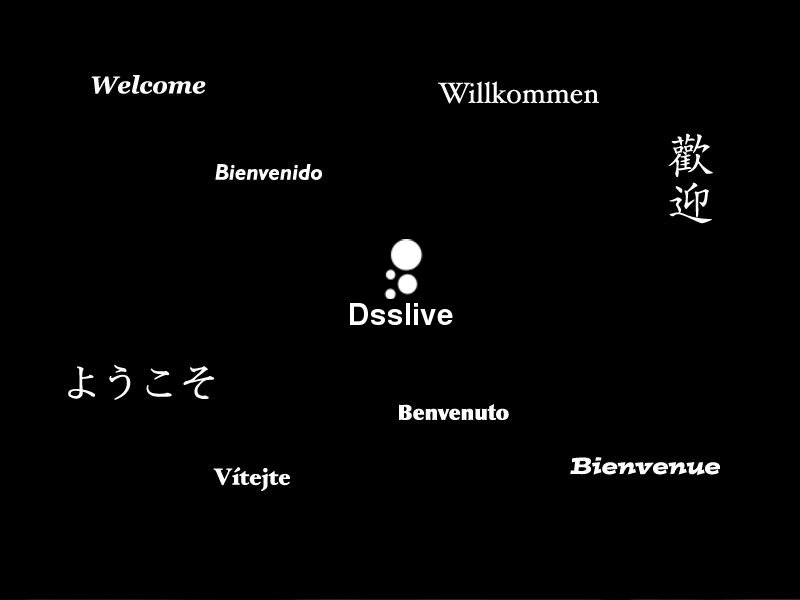 Welcome
Willkommen
歡迎
Bienvenido
Dsslive
ようこそ
Benvenuto
Bienvenue
Vítejte